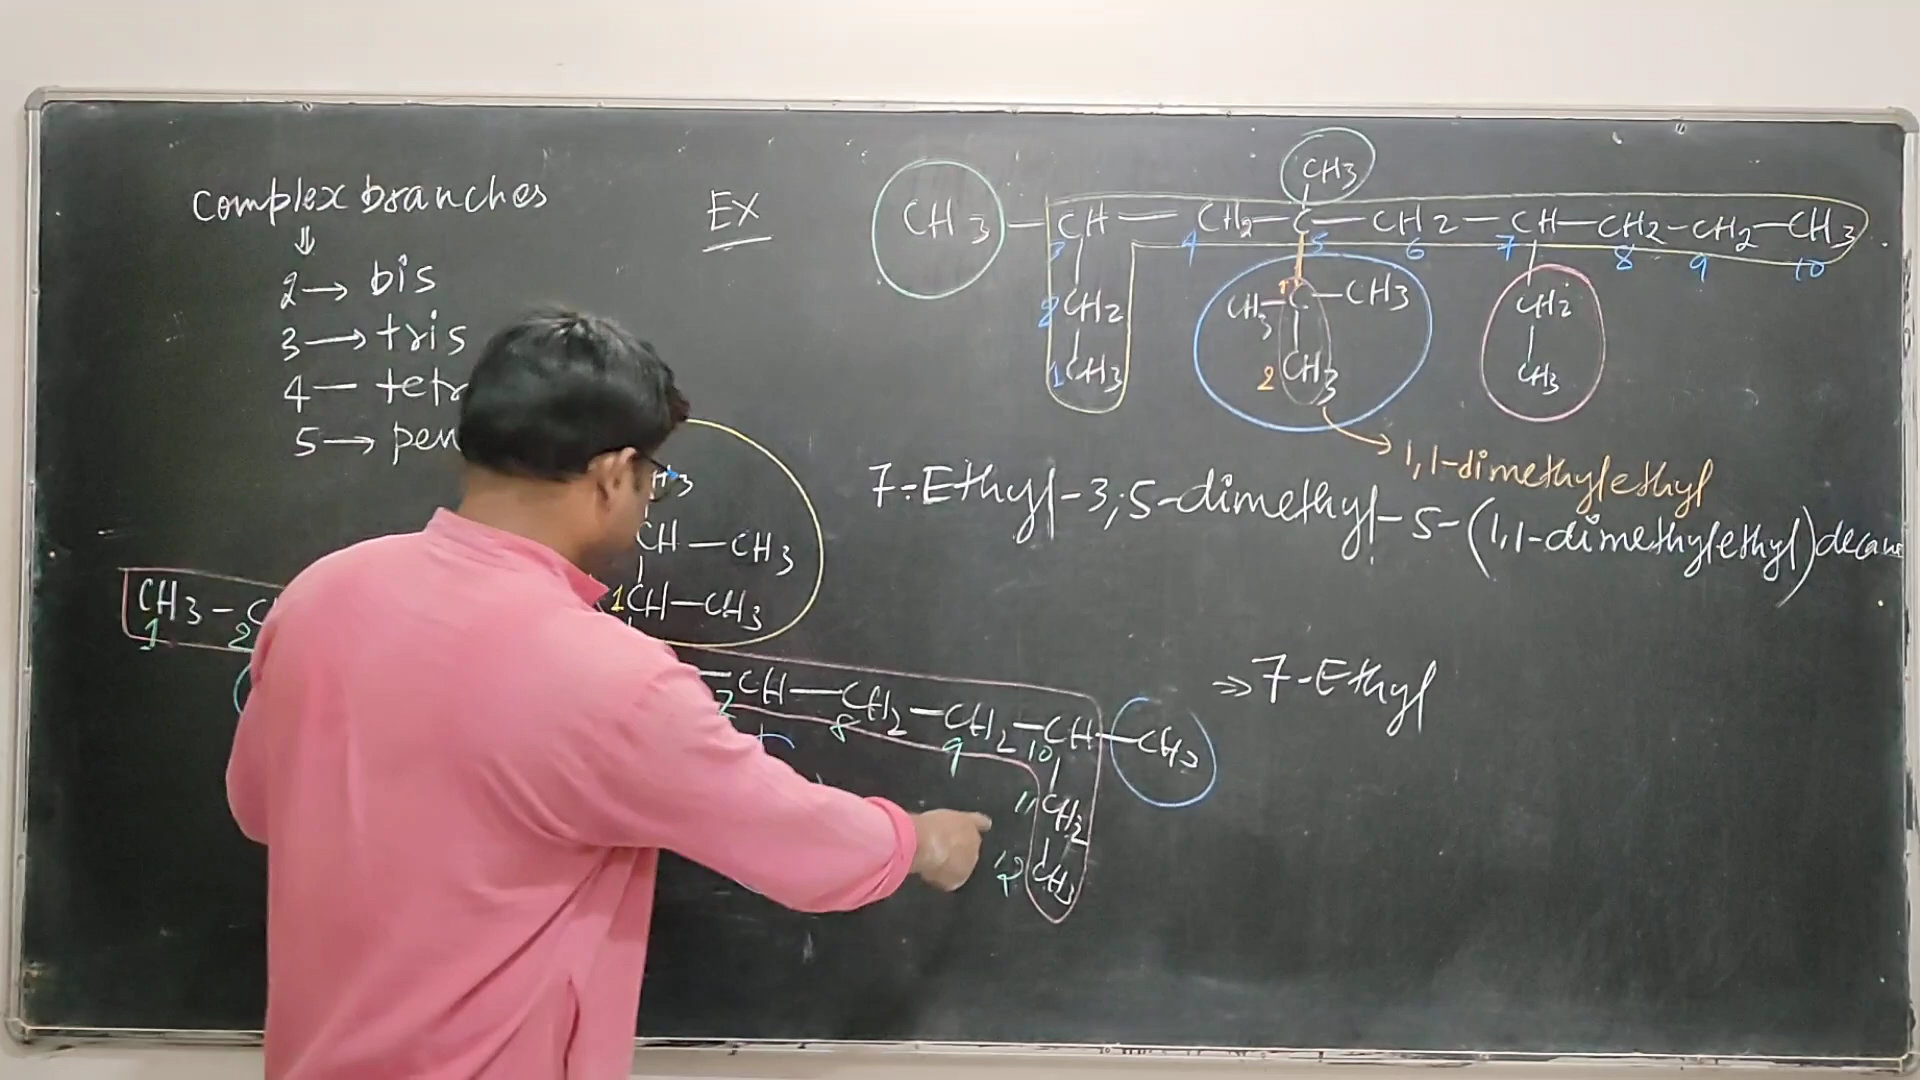 complex branches
⇓
2 → bis
3 → tris
4 — tetr
5 → pen
EX
CH3
CH3 — CH — CH2 — C — CH2 — CH — CH2 — CH2 — CH3
3 4 5 6 7 8 9 10
2 CH2
1 CH3
1
CH3 — C — CH3
2 CH3
CH2
CH3
→ 1,1-dimethylethyl
7-Ethyl-3,5-dimethyl-5-(1,1-dimethylethyl)decane
H3
CH — CH3
1 CH — CH3
CH3 –
1 2
— CH — CH2 — CH2 — CH — CH3
7 8 9 10
11 CH2
12 CH3
⇒ 7-Ethyl